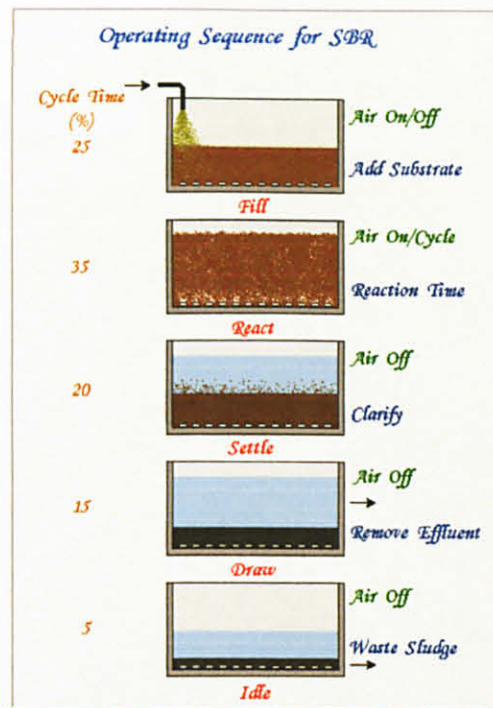 Operating Sequence for SBR
Cycle Time
(%)
Air On/Off
25
Add Substrate
Fill
Air On/Cycle
35
Reaction Time
React
Air Off
20
Clarify
Settle
Air Off
15
Remove Effluent
Draw
Air Off
5
Waste Sludge
Idle